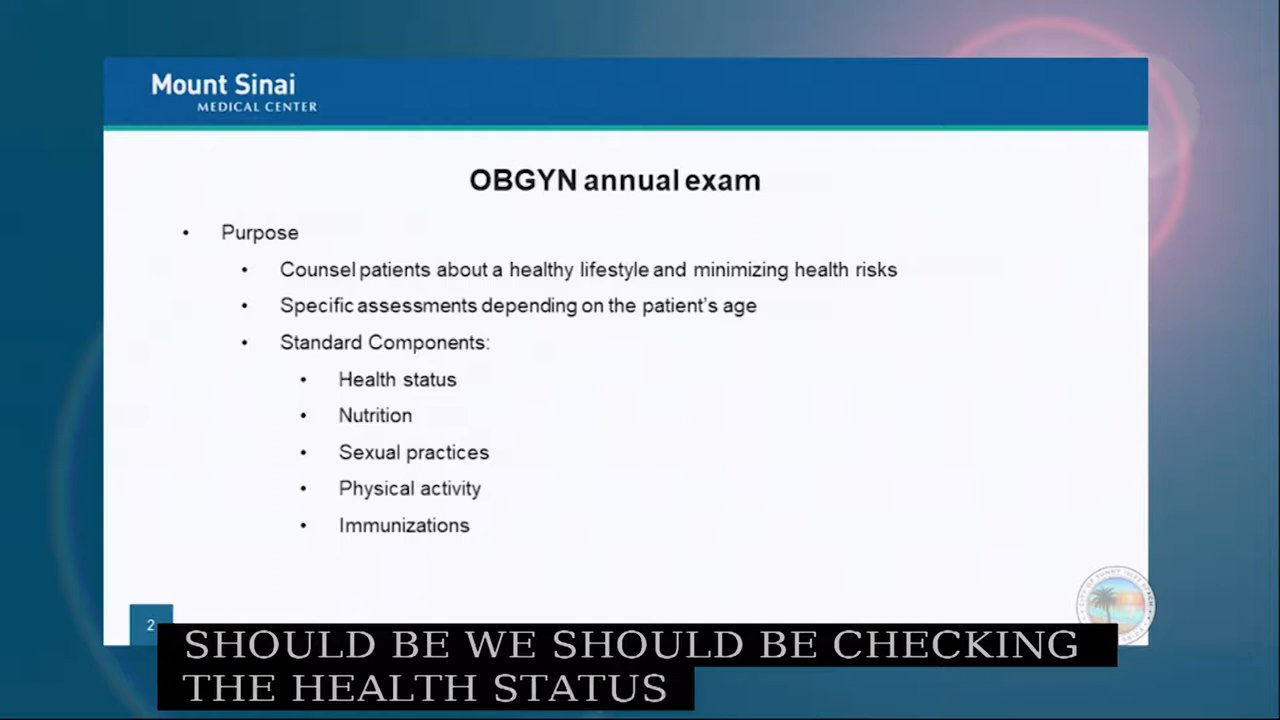 Mount Sinai
MEDICAL CENTER
OBGYN annual exam
• Purpose
• Counsel patients about a healthy lifestyle and minimizing health risks
• Specific assessments depending on the patient's age
• Standard Components:
• Health status
• Nutrition
• Sexual practices
• Physical activity
• Immunizations
2
SHOULD BE WE SHOULD BE CHECKING
THE HEALTH STATUS